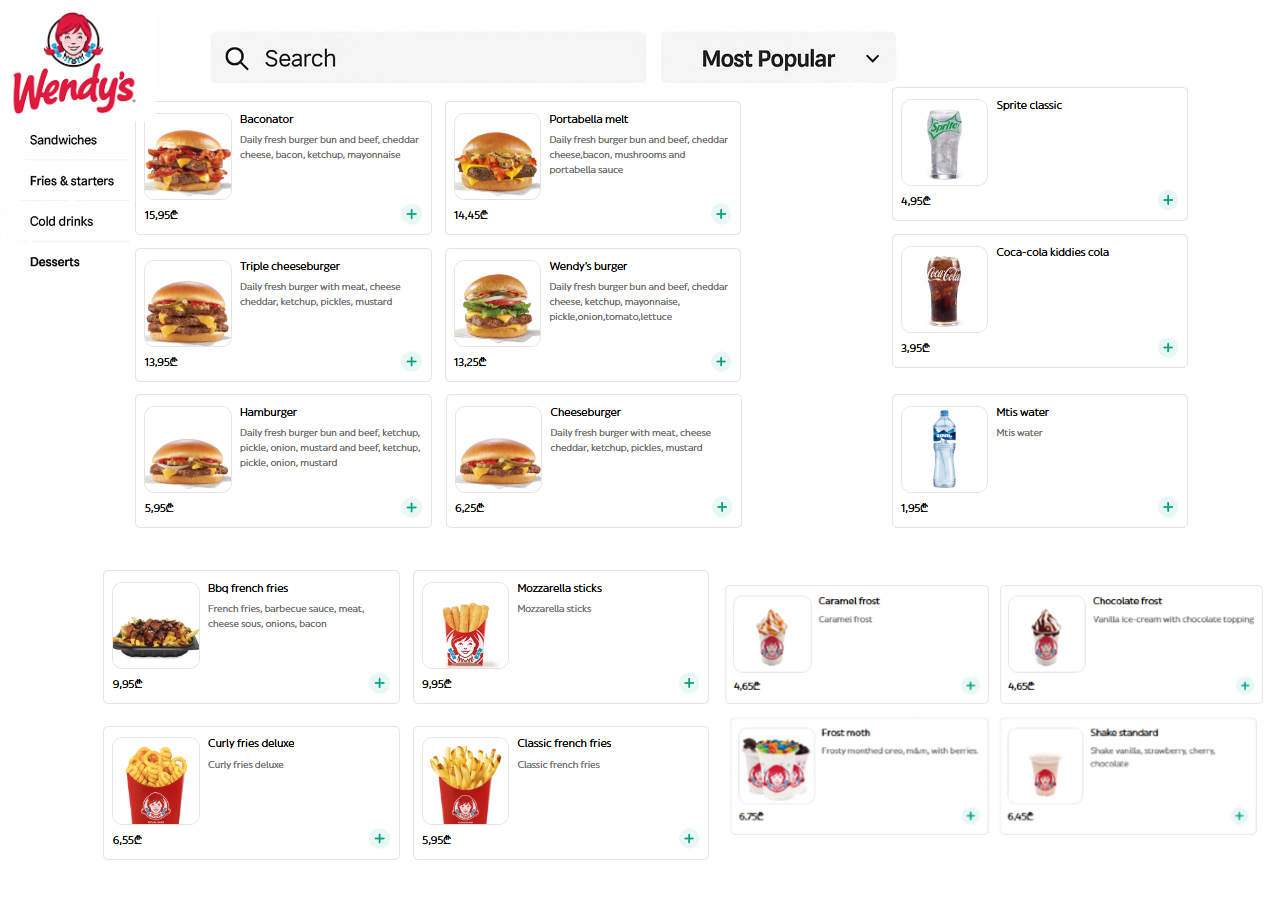 Wendy's
Search
Most Popular
Sandwiches
Fries & starters
Cold drinks
Desserts
Baconator
Daily fresh burger bun and beef, cheddar
cheese, bacon, ketchup, mayonnaise
15,95₾
Portabella melt
Daily fresh burger bun and beef, cheddar
cheese,bacon, mushrooms and
portabella sauce
14,45₾
Sprite classic
Sprite
4,95₾
Triple cheeseburger
Daily fresh burger with meat, cheese
cheddar, ketchup, pickles, mustard
13,95₾
Wendy's burger
Daily fresh burger bun and beef, cheddar
cheese, ketchup, mayonnaise,
pickle,onion,tomato,lettuce
13,25₾
Coca-cola kiddies cola
Coca-Cola
3,95₾
Hamburger
Daily fresh burger bun and beef, ketchup,
pickle, onion, mustard and beef, ketchup,
pickle, onion, mustard
5,95₾
Cheeseburger
Daily fresh burger with meat, cheese
cheddar, ketchup, pickles, mustard
6,25₾
Mtis water
Mtis water
1,95₾
Bbq french fries
French fries, barbecue sauce, meat,
cheese sous, onions, bacon
9,95₾
Mozzarella sticks
Mozzarella sticks
9,95₾
Caramel frost
Caramel frost
4,65₾
Chocolate frost
Vanilla ice-cream with chocolate topping
4,65₾
Curly fries deluxe
Curly fries deluxe
6,55₾
Classic french fries
Classic french fries
5,95₾
Frost moth
Frosty monthed oreo, m&m, with berries.
6,75₾
Shake standard
Shake vanilla, strawberry, cherry,
chocolate
6,45₾